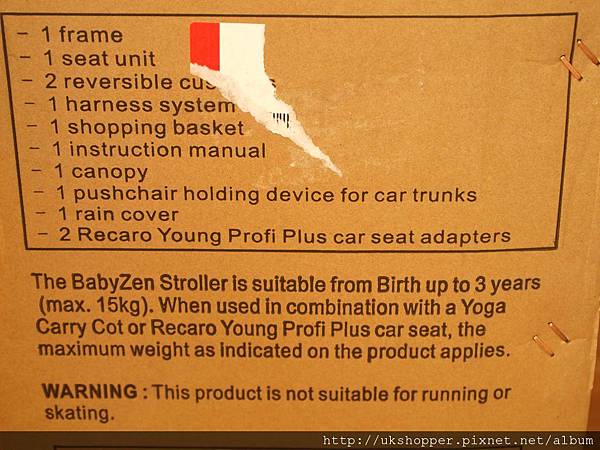 - 1 frame
- 1 seat unit
- 2 reversible
- 1 harness system
- 1 shopping basket
- 1 instruction manual
- 1 canopy
- 1 pushchair holding device for car trunks
- 1 rain cover
- 2 Recaro Young Profi Plus car seat adapters
The BabyZen Stroller is suitable from Birth up to 3 years
(max. 15kg). When used in combination with a Yoga
Carry Cot or Recaro Young Profi Plus car seat, the
maximum weight as indicated on the product applies.
WARNING : This product is not suitable for running or
skating.
http://ukshopper.pixnet.net/album